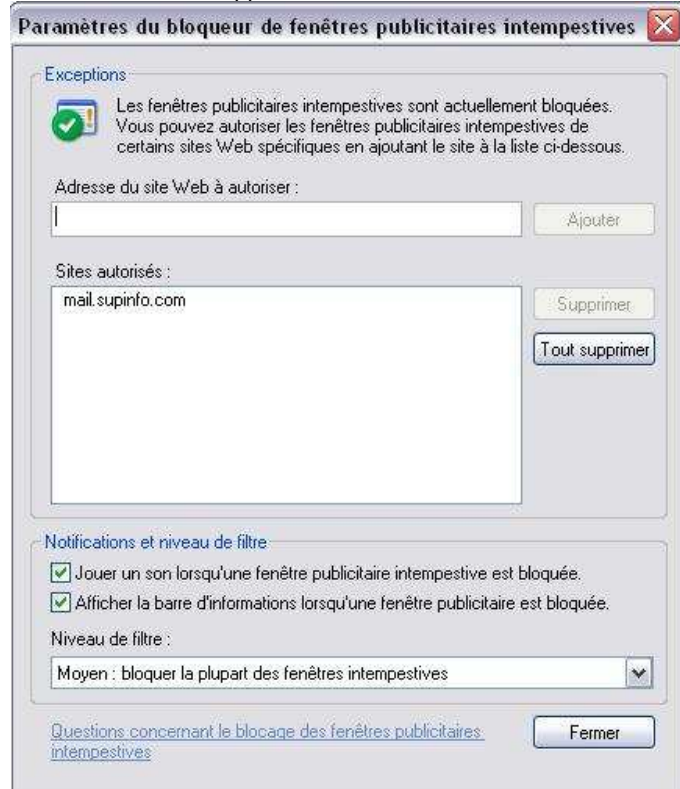 Paramètres du bloqueur de fenêtres publicitaires intempestives
Exceptions
Les fenêtres publicitaires intempestives sont actuellement bloquées.
Vous pouvez autoriser les fenêtres publicitaires intempestives de
certains sites Web spécifiques en ajoutant le site à la liste ci-dessous.
Adresse du site Web à autoriser :
Ajouter
Sites autorisés :
mail.supinfo.com
Supprimer
Tout supprimer
Notifications et niveau de filtre
Jouer un son lorsqu'une fenêtre publicitaire intempestive est bloquée.
Afficher la barre d'informations lorsqu'une fenêtre publicitaire est bloquée.
Niveau de filtre :
Moyen : bloquer la plupart des fenêtres intempestives
Questions concernant le blocage des fenêtres publicitaires
intempestives
Fermer